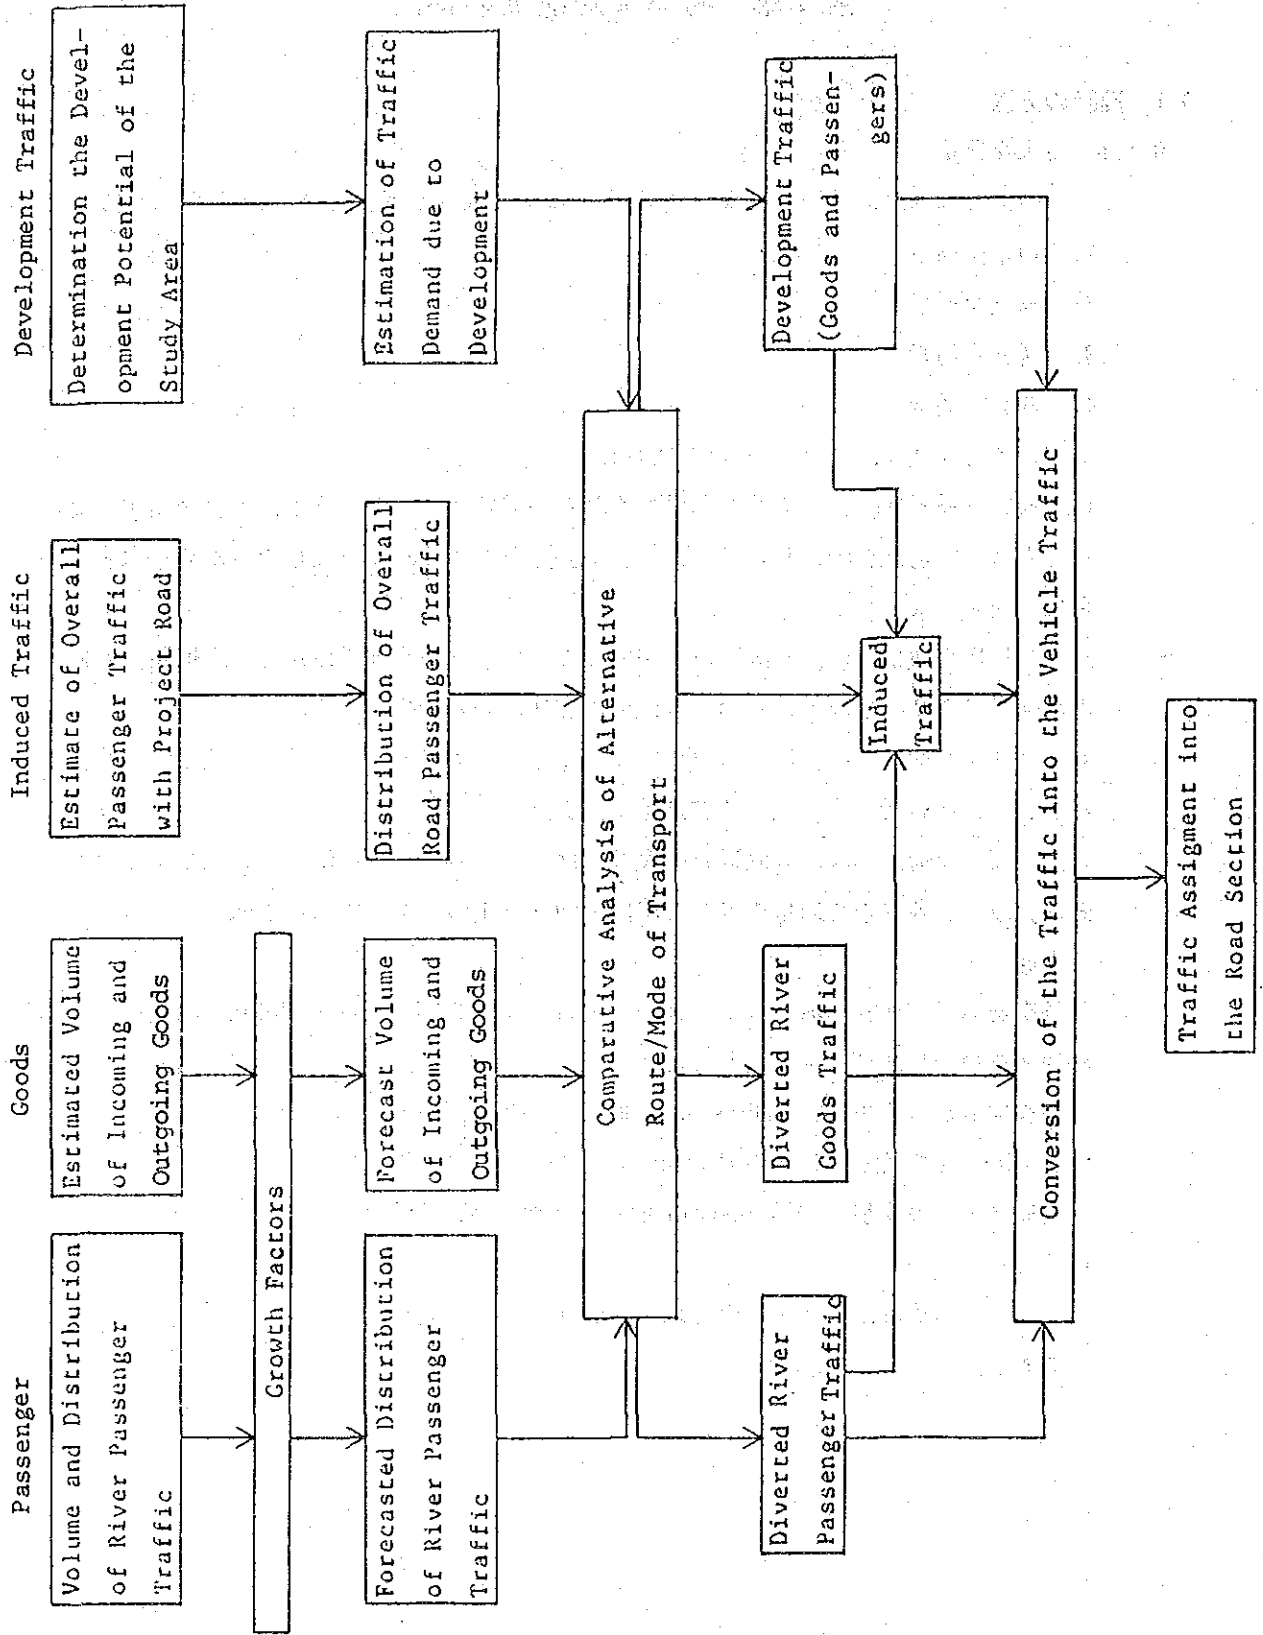 Passenger
Goods
Induced Traffic
Development Traffic
Volume and Distribution
of River Passenger
Traffic
Estimated Volume
of Incoming and
Outgoing Goods
Estimate of Overall
Passenger Traffic
with Project Road
Determination the Devel-
opment Potential of the
Study Area
Growth Factors
Forecasted Distribution
of River Passenger
Traffic
Forecast Volume
of Incoming and
Outgoing Goods
Distribution of Overall
Road Passenger Traffic
Estimation of Traffic
Demand due to
Development
Comparative Analysis of Alternative
Route/Mode of Transport
Diverted River
Passenger Traffic
Diverted River
Goods Traffic
Induced
Traffic
Development Traffic
(Goods and Passen-
gers)
Conversion of the Traffic into the Vehicle Traffic
Traffic Assigment into
the Road Section